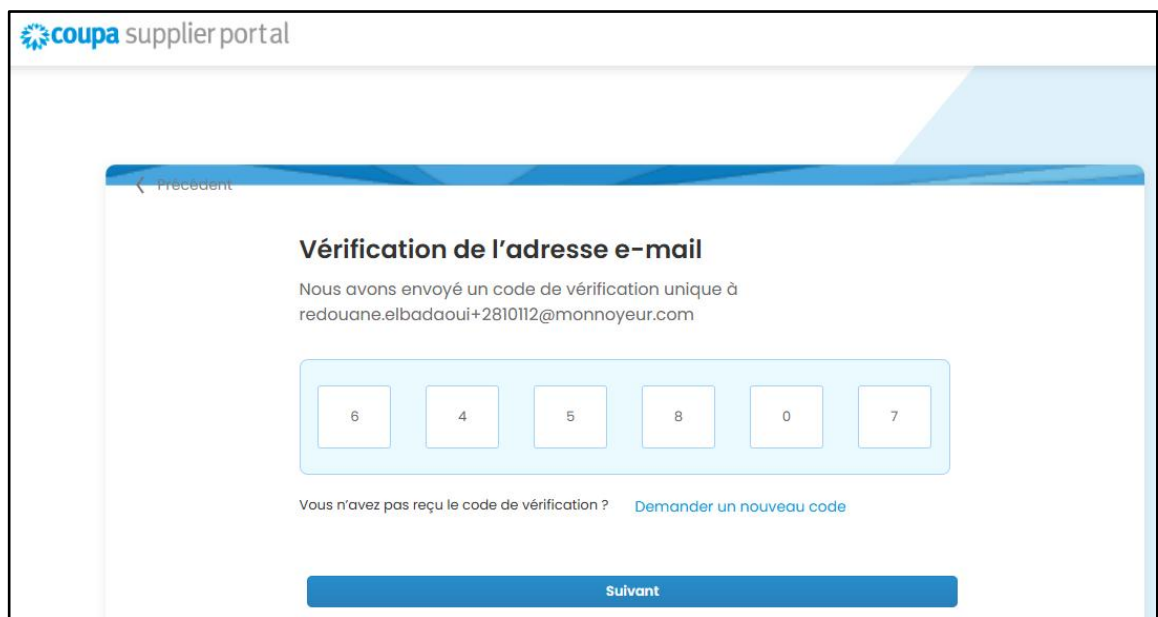 coupa supplier portal
Précédent
Vérification de l'adresse e-mail
Nous avons envoyé un code de vérification unique à
redouane.elbadaoui+2810112@monnoyeur.com
6 4 5 8 0 7
Vous n'avez pas reçu le code de vérification ? Demander un nouveau code
Suivant